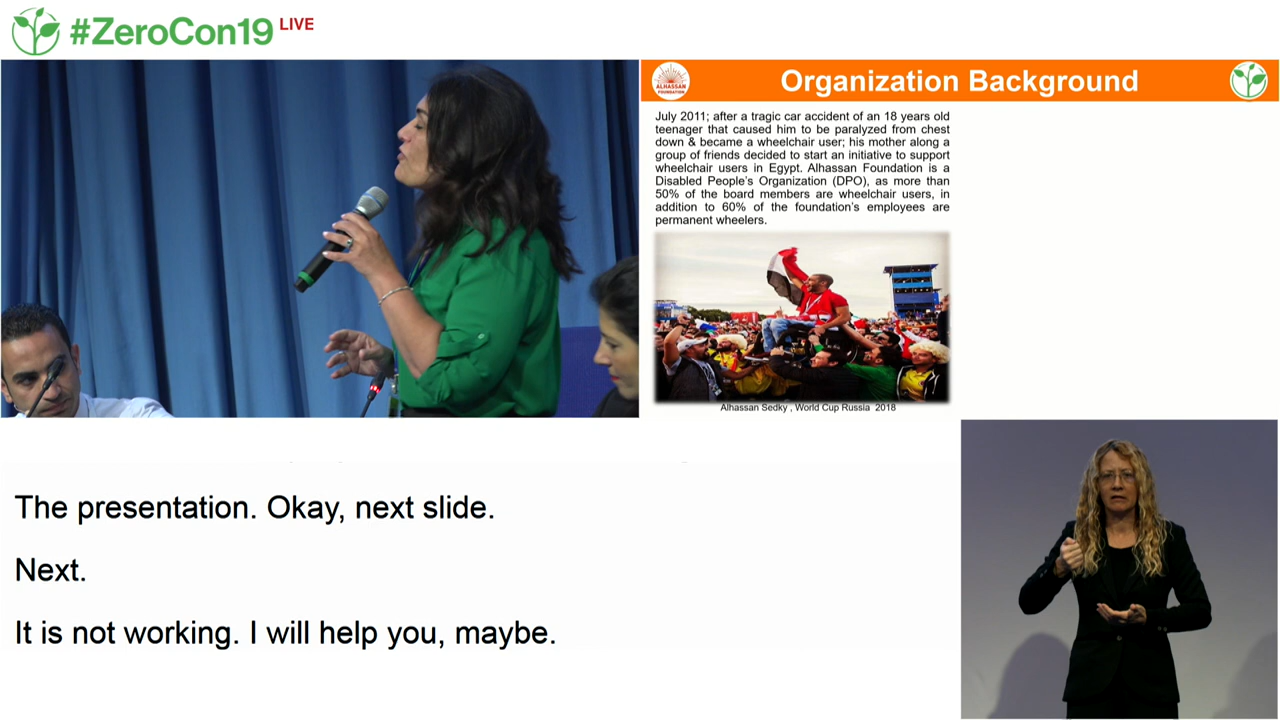 #ZeroCon19 LIVE
ALHASSAN
FOUNDATION
Organization Background
July 2011; after a tragic car accident of an 18 years old
teenager that caused him to be paralyzed from chest
down & became a wheelchair user; his mother along a
group of friends decided to start an initiative to support
wheelchair users in Egypt. Alhassan Foundation is a
Disabled People's Organization (DPO), as more than
50% of the board members are wheelchair users, in
addition to 60% of the foundation's employees are
permanent wheelers.
Alhassan Sedky , World Cup Russia 2018
The presentation. Okay, next slide.
Next.
It is not working. I will help you, maybe.